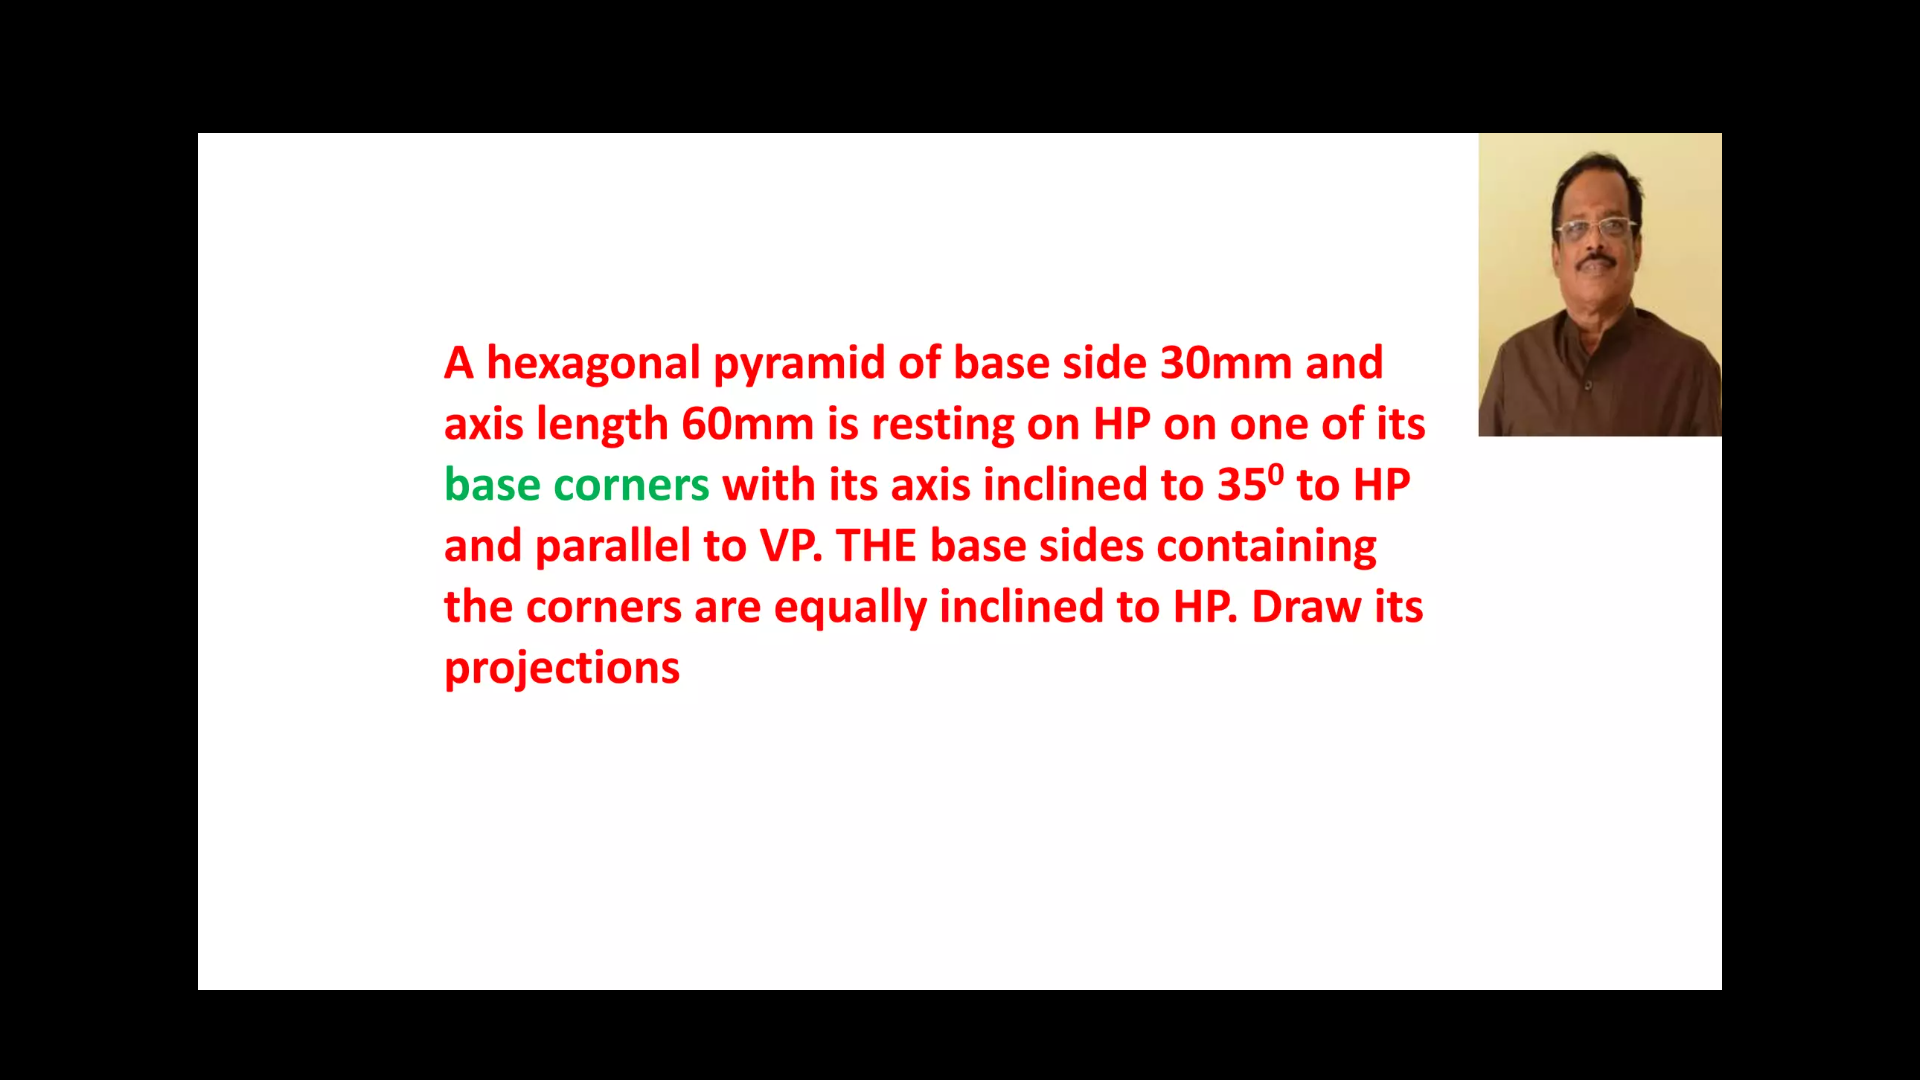 A hexagonal pyramid of base side 30mm and
axis length 60mm is resting on HP on one of its
base corners with its axis inclined to 35⁰ to HP
and parallel to VP. THE base sides containing
the corners are equally inclined to HP. Draw its
projections